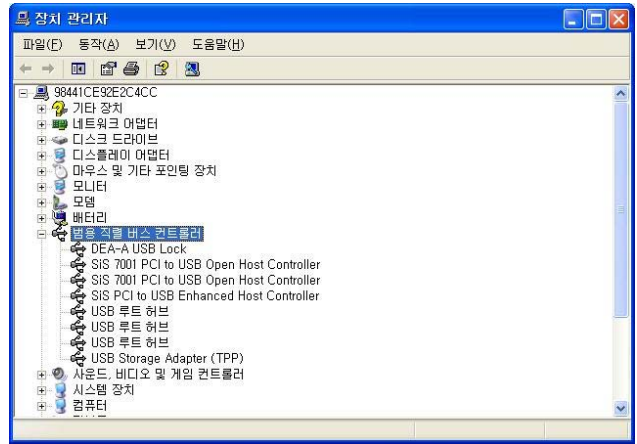 장치 관리자
파일(F) 동작(A) 보기(V) 도움말(H)
98441CE92E2C4CC
기타 장치
네트워크 어댑터
디스크 드라이브
디스플레이 어댑터
마우스 및 기타 포인팅 장치
모니터
모뎀
배터리
범용 직렬 버스 컨트롤러
DEA-A USB Lock
SiS 7001 PCI to USB Open Host Controller
SiS 7001 PCI to USB Open Host Controller
SiS PCI to USB Enhanced Host Controller
USB 루트 허브
USB 루트 허브
USB 루트 허브
USB Storage Adapter (TPP)
사운드, 비디오 및 게임 컨트롤러
시스템 장치
컴퓨터